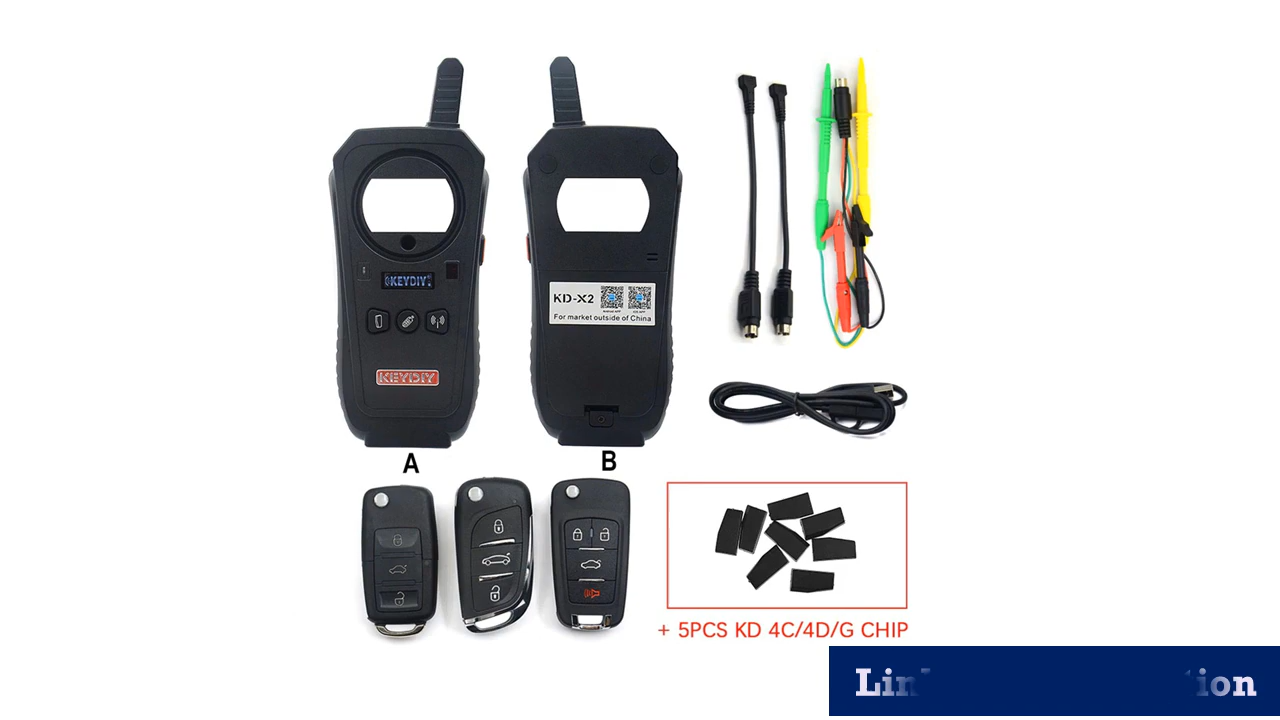 KEYDIY
KEYDIY
KD-X2
For market outside of China
A
B
+ 5PCS KD 4C/4D/G CHIP